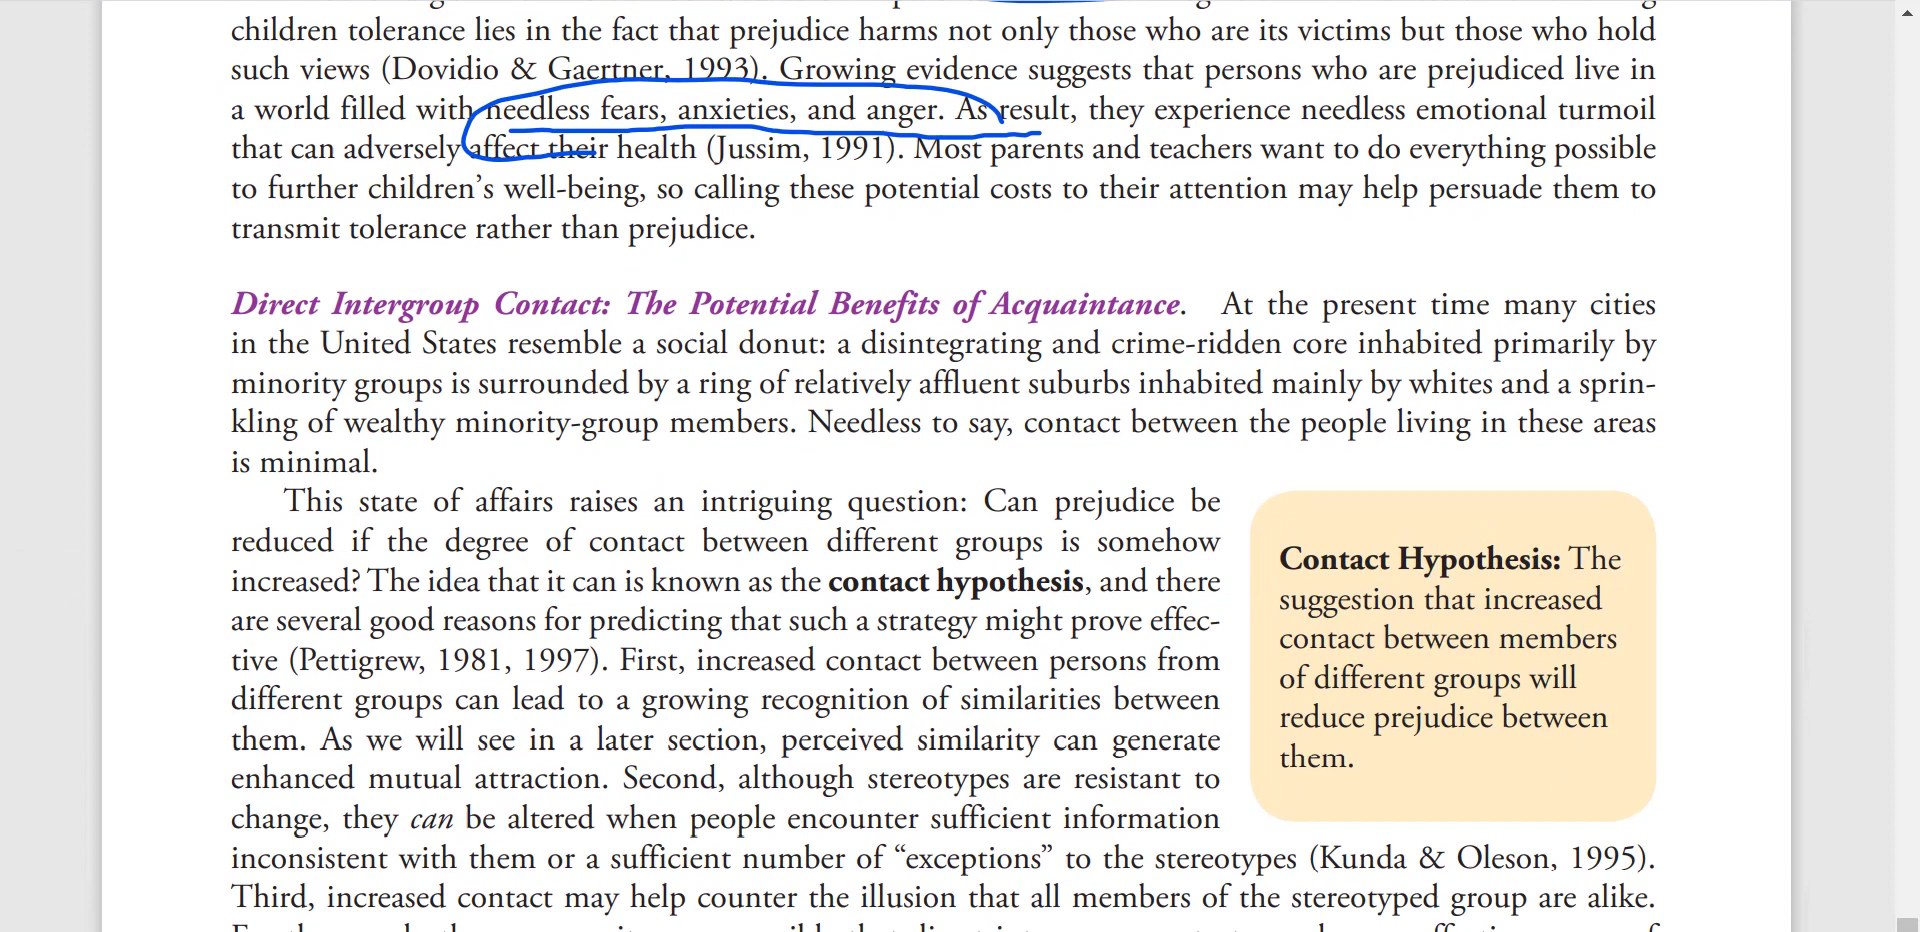 children tolerance lies in the fact that prejudice harms not only those who are its victims but those who hold
such views (Dovidio & Gaertner, 1993). Growing evidence suggests that persons who are prejudiced live in
a world filled with needless fears, anxieties, and anger. As result, they experience needless emotional turmoil
that can adversely affect their health (Jussim, 1991). Most parents and teachers want to do everything possible
to further children’s well-being, so calling these potential costs to their attention may help persuade them to
transmit tolerance rather than prejudice.
Direct Intergroup Contact: The Potential Benefits of Acquaintance. At the present time many cities
in the United States resemble a social donut: a disintegrating and crime-ridden core inhabited primarily by
minority groups is surrounded by a ring of relatively affluent suburbs inhabited mainly by whites and a sprin-
kling of wealthy minority-group members. Needless to say, contact between the people living in these areas
is minimal.
This state of affairs raises an intriguing question: Can prejudice be
reduced if the degree of contact between different groups is somehow
increased? The idea that it can is known as the contact hypothesis, and there
are several good reasons for predicting that such a strategy might prove effec-
tive (Pettigrew, 1981, 1997). First, increased contact between persons from
different groups can lead to a growing recognition of similarities between
them. As we will see in a later section, perceived similarity can generate
enhanced mutual attraction. Second, although stereotypes are resistant to
change, they can be altered when people encounter sufficient information
inconsistent with them or a sufficient number of “exceptions” to the stereotypes (Kunda & Oleson, 1995).
Third, increased contact may help counter the illusion that all members of the stereotyped group are alike.
Contact Hypothesis: The
suggestion that increased
contact between members
of different groups will
reduce prejudice between
them.